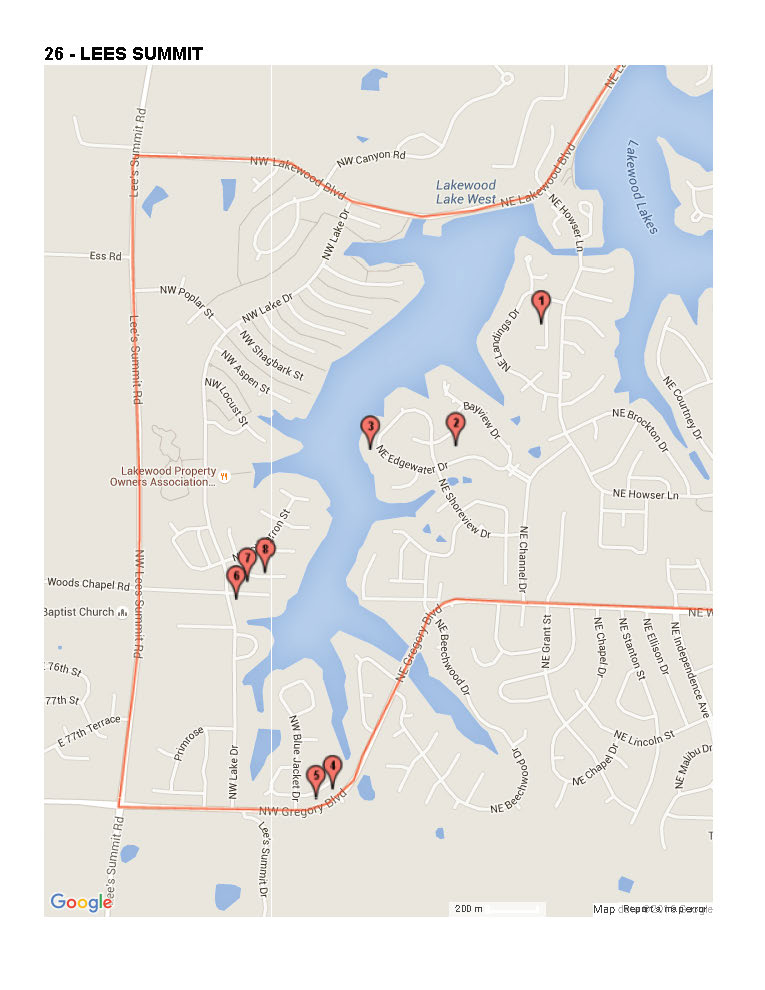 26 - LEES SUMMIT
NE La
Lee's Summit Rd
NW Lakewood Blvd
NW Canyon Rd
Lakewood
Lake West
NE Lakewood Blvd
Lakewood Lakes
NE Howser Ln
NW Lake Dr
Ess Rd
NW Poplar St
NW Lake Dr
1
NE Landings Dr
Lee's Summit Rd
NW Shagbark St
NW Aspen St
NW Locust St
NE Courtney Dr
Bayview Dr
3
2
NE Brockton Dr
NE Edgewater Dr
Lakewood Property
Owners Association...
NE Shoreview Dr
NE Howser Ln
NE Channel Dr
rron St
8
7
6
Woods Chapel Rd
NW Lees Summit Rd
Baptist Church
NE W
NE Gregory Blvd
NE Beechwood Dr
NE Grant St
NE Chapel Dr
NE Stanton St
NE Ellison Dr
NE Independence Ave
E 76th St
77th St
E 77th Terrace
Primrose
NW Lake Dr
NW Blue Jacket Dr
NE Lincoln St
NE Chapel Dr
NE Malibu Dr
4
5
NW Gregory Blvd
NE Beechwood Dr
Lee's Summit Dr
Lee's Summit Rd
T
Google
200 m
Map
Report a map error